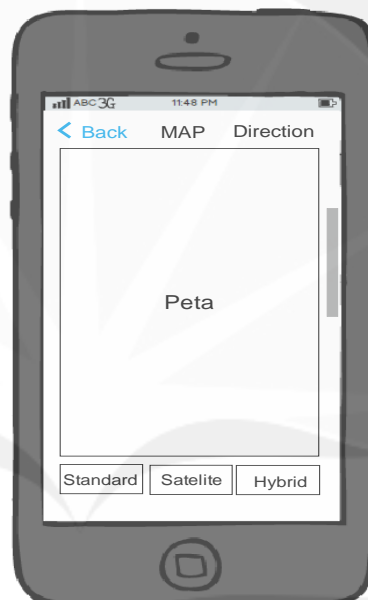 ABC 3G 11:48 PM
Back MAP Direction
Peta
Standard Satelite Hybrid